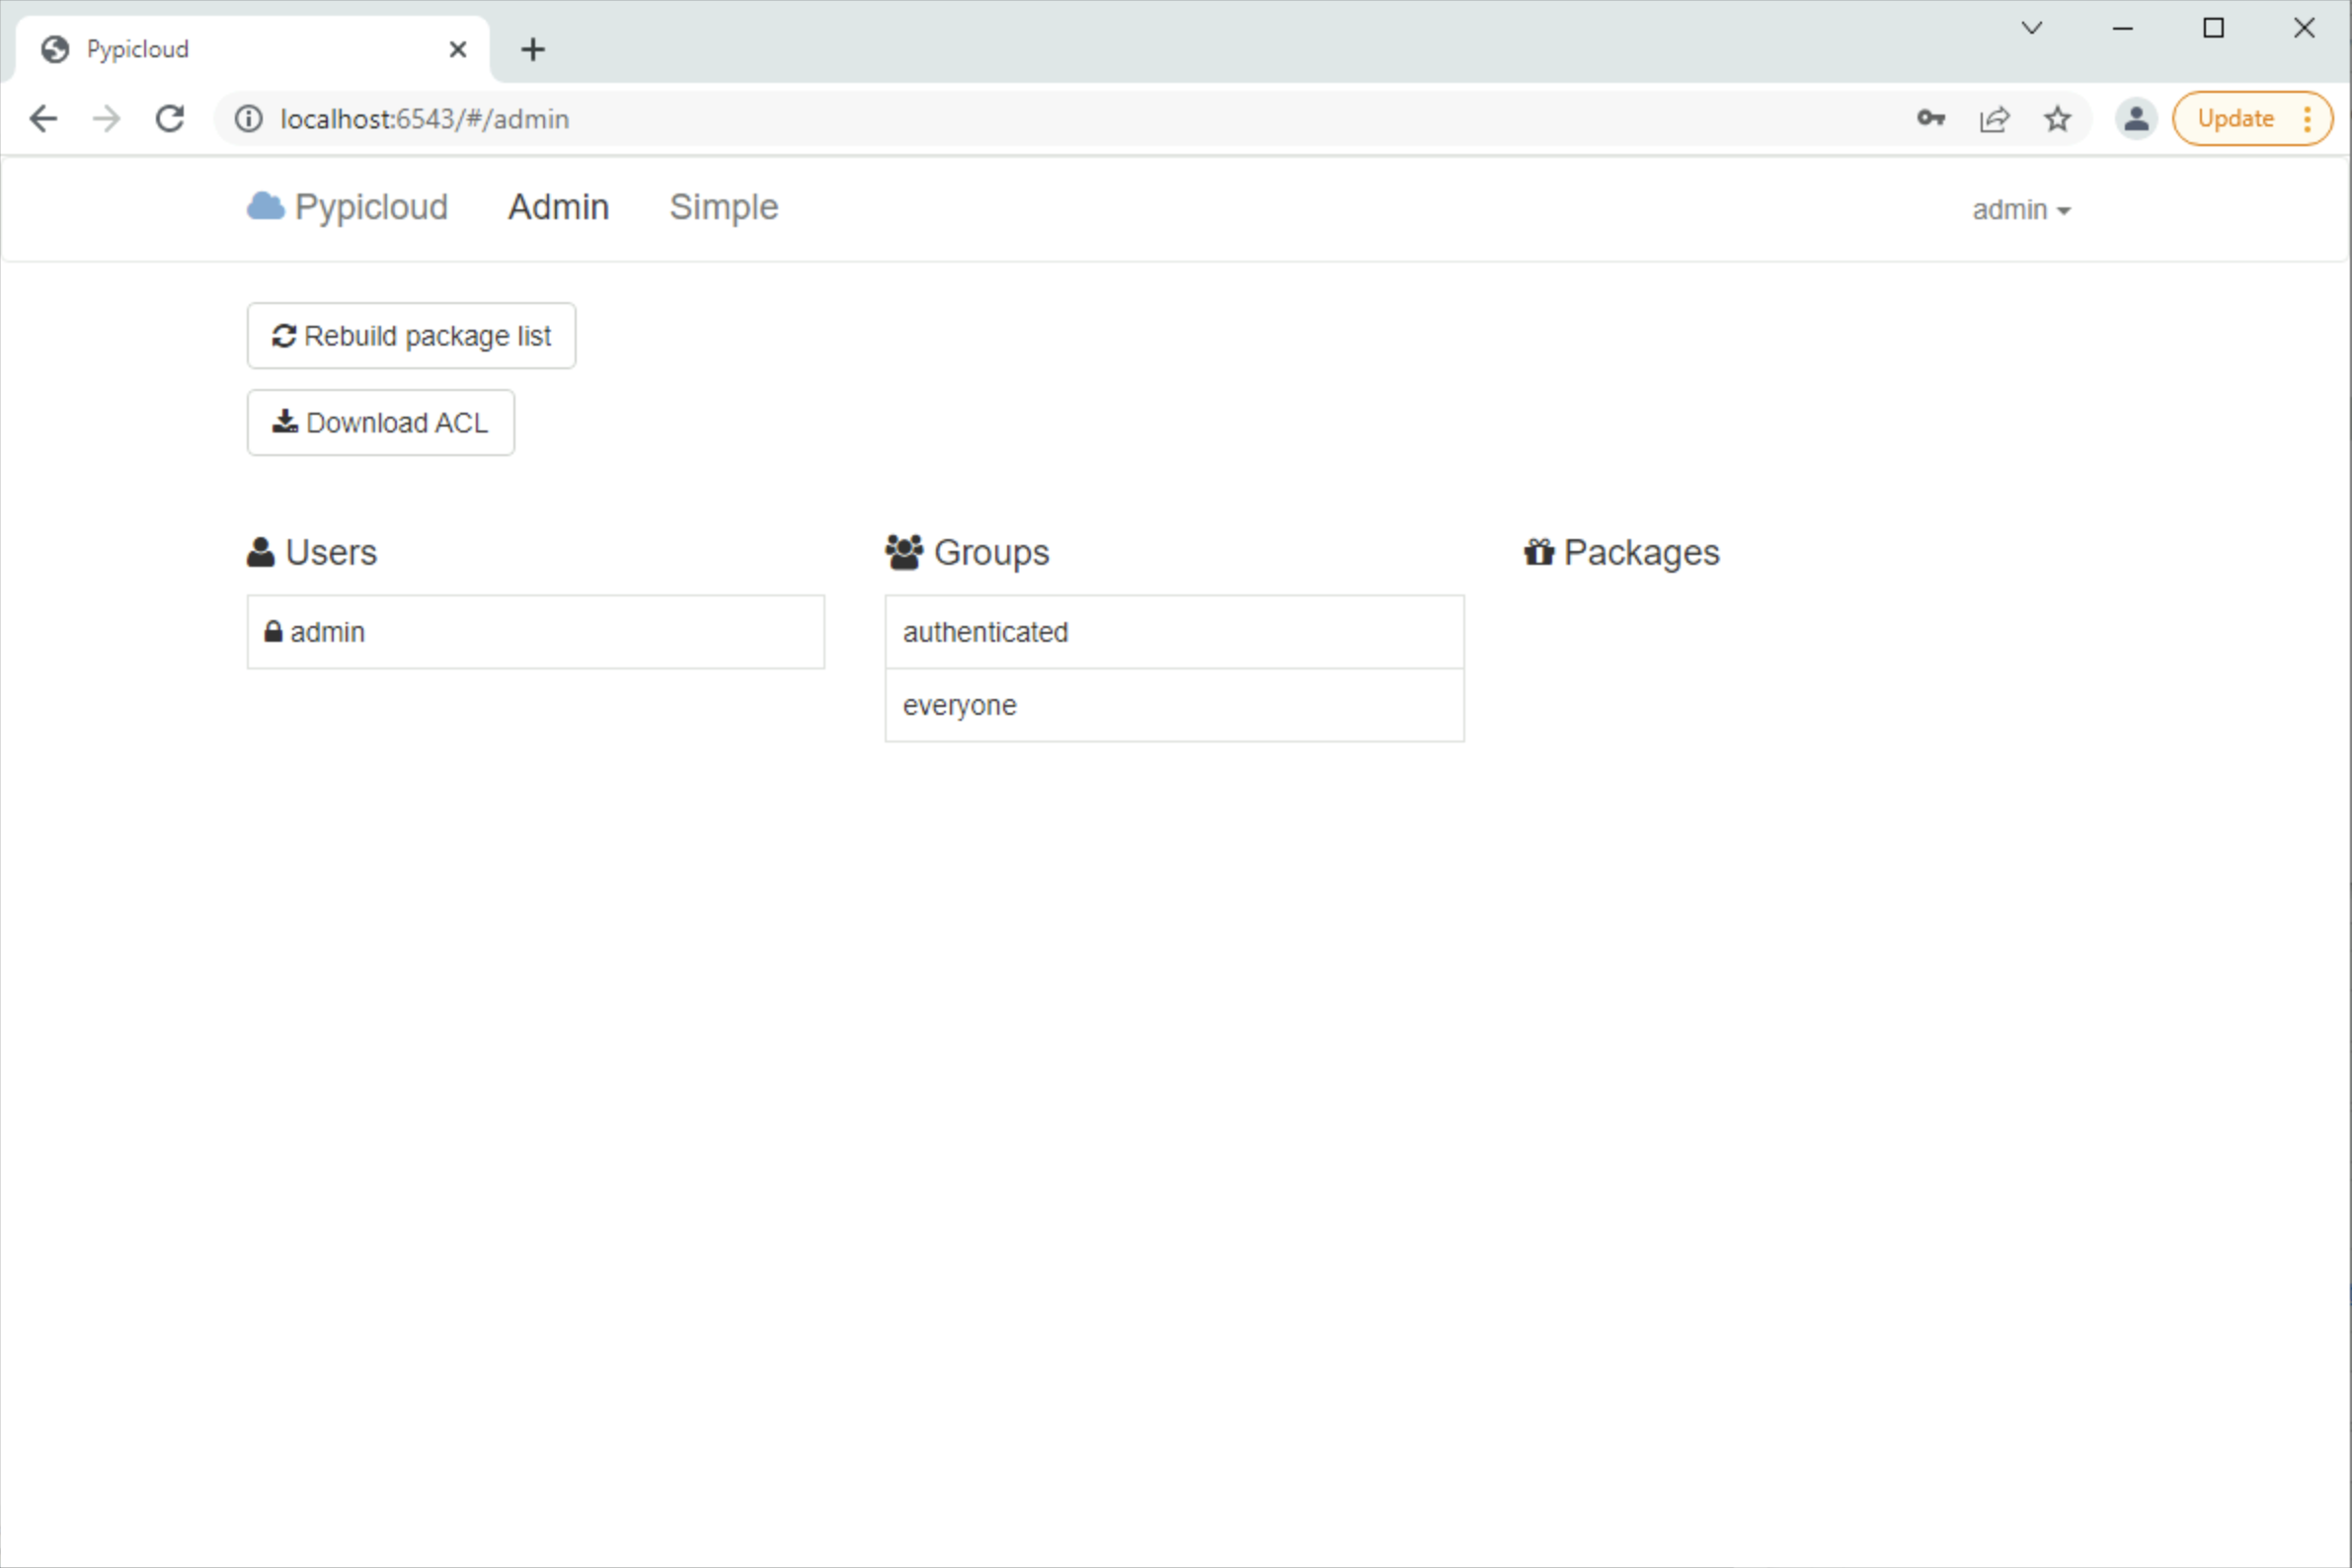 Pypicloud
localhost:6543/#/admin
Update
Pypicloud Admin Simple admin
Rebuild package list
Download ACL
Users Groups Packages
admin authenticated
everyone